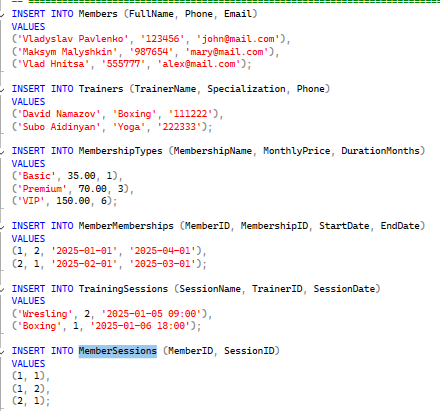 INSERT INTO Members (FullName, Phone, Email)
VALUES
('Vladyslav Pavlenko', '123456', 'john@mail.com'),
('Maksym Malyshkin', '987654', 'mary@mail.com'),
('Vlad Hnitsa', '555777', 'alex@mail.com');
INSERT INTO Trainers (TrainerName, Specialization, Phone)
VALUES
('David Namazov', 'Boxing', '111222'),
('Subo Aidinyan', 'Yoga', '222333');
INSERT INTO MembershipTypes (MembershipName, MonthlyPrice, DurationMonths)
VALUES
('Basic', 35.00, 1),
('Premium', 70.00, 3),
('VIP', 150.00, 6);
INSERT INTO MemberMemberships (MemberID, MembershipID, StartDate, EndDate)
VALUES
(1, 2, '2025-01-01', '2025-04-01'),
(2, 1, '2025-02-01', '2025-03-01');
INSERT INTO TrainingSessions (SessionName, TrainerID, SessionDate)
VALUES
('Wresling', 2, '2025-01-05 09:00'),
('Boxing', 1, '2025-01-06 18:00');
INSERT INTO MemberSessions (MemberID, SessionID)
VALUES
(1, 1),
(1, 2),
(2, 1);